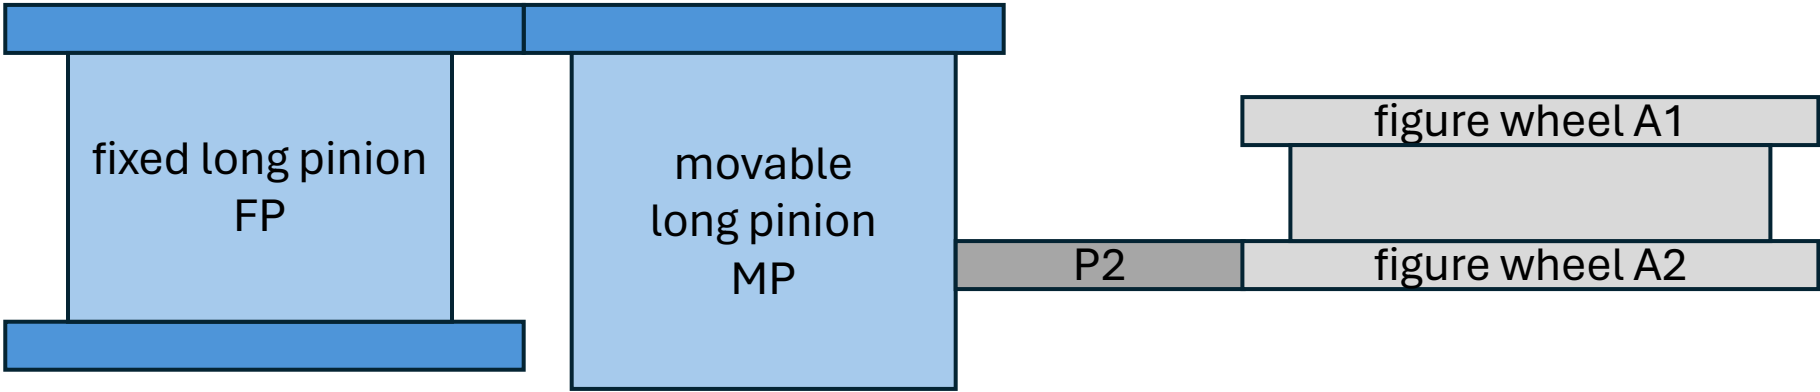 fixed long pinion
FP
movable
long pinion
MP
P2
figure wheel A1
figure wheel A2